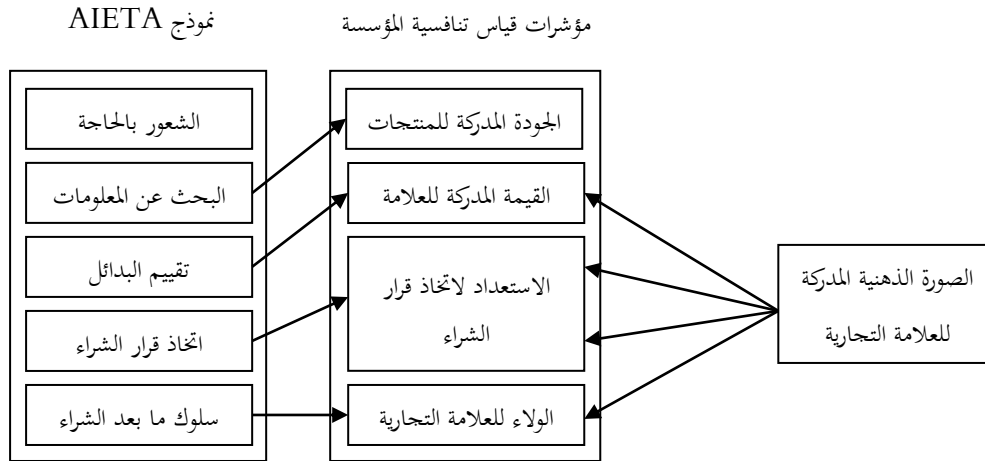 نموذج AIETA
مؤشرات قياس تنافسية المؤسسة
الشعور بالحاجة
البحث عن المعلومات
تقييم البدائل
اتخاذ قرار الشراء
سلوك ما بعد الشراء
الجودة المدركة للمنتجات
القيمة المدركة للعلامة
الاستعداد لاتخاذ قرار
الشراء
الولاء للعلامة التجارية
الصورة الذهنية المدركة
للعلامة التجارية